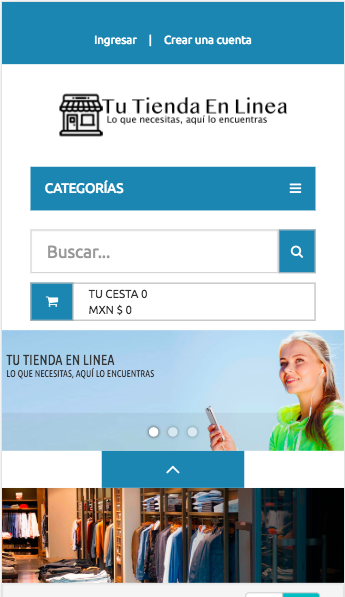 Ingresar | Crear una cuenta
Tu Tienda En Linea
Lo que necesitas, aquí lo encuentras
CATEGORÍAS
Buscar...
TU CESTA 0
MXN $ 0
TU TIENDA EN LINEA
LO QUE NECESITAS, AQUÍ LO ENCUENTRAS